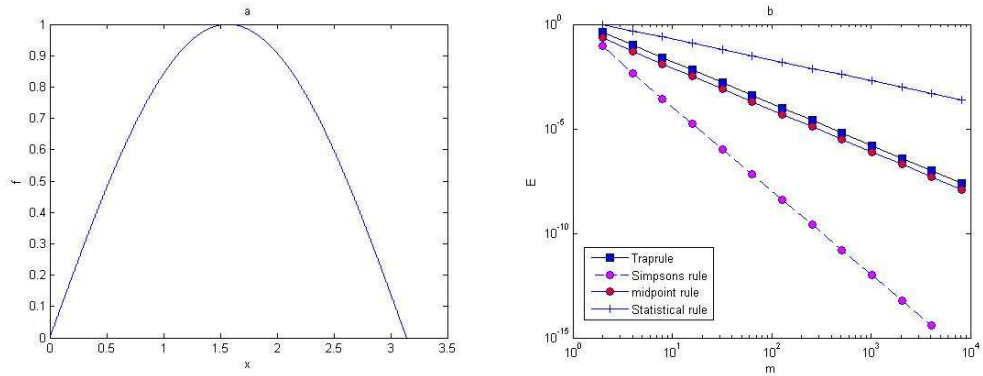 a
1
0.9
0.8
0.7
0.6
0.5
0.4
0.3
0.2
0.1
0
f
0 0.5 1 1.5 2 2.5 3 3.5
x
b
10^0
10^-5
10^-10
10^-15
E
Traprule
Simpsons rule
midpoint rule
Statistical rule
10^0 10^1 10^2 10^3 10^4
m